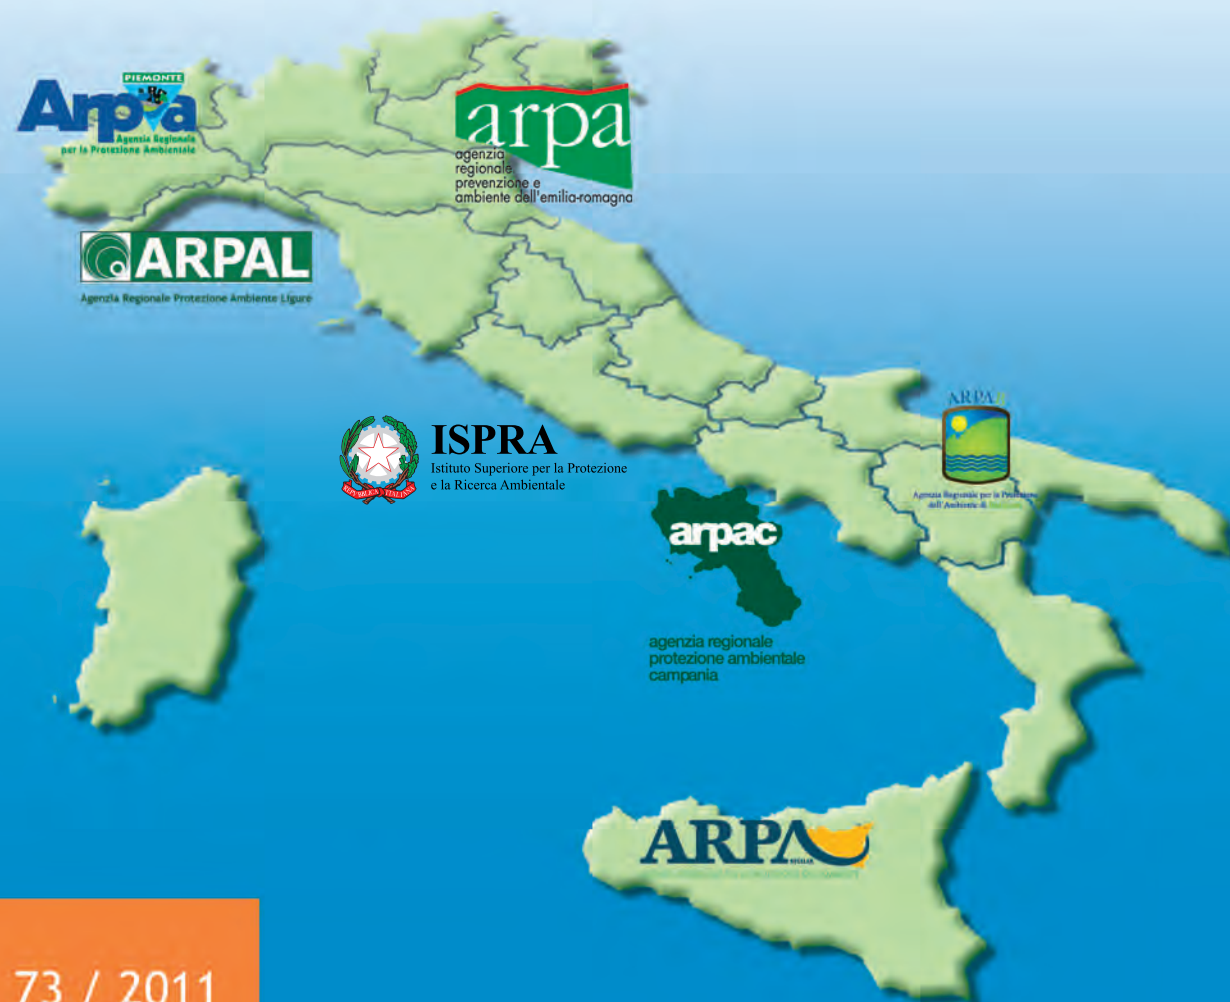 PIEMONTE
Arpa
Agenzia Regionale
per la Protezione Ambientale
arpa
agenzia
regionale
prevenzione e
ambiente dell'emilia-romagna
ARPAL
Agenzia Regionale Protezione Ambiente Ligure
ISPRA
Istituto Superiore per la Protezione
e la Ricerca Ambientale
REPVBBLICA ITALIANA
ARPA
Agenzia Regionale per la Protezione
dell'Ambiente di
arpac
agenzia regionale
protezione ambientale
campania
ARPA
SICILIA
73 / 2011